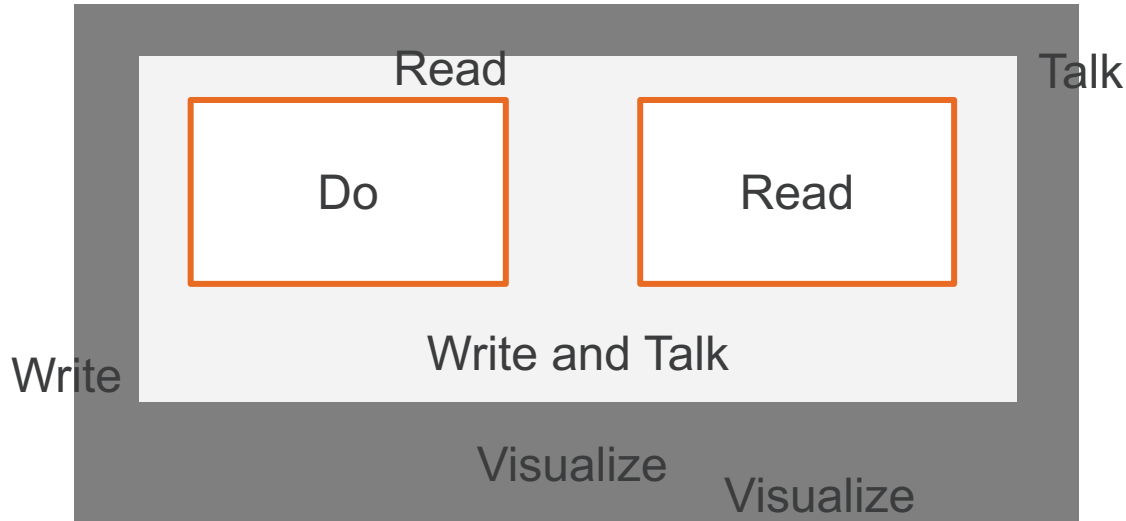 Read
Talk
Do
Read
Write and Talk
Write
Visualize
Visualize